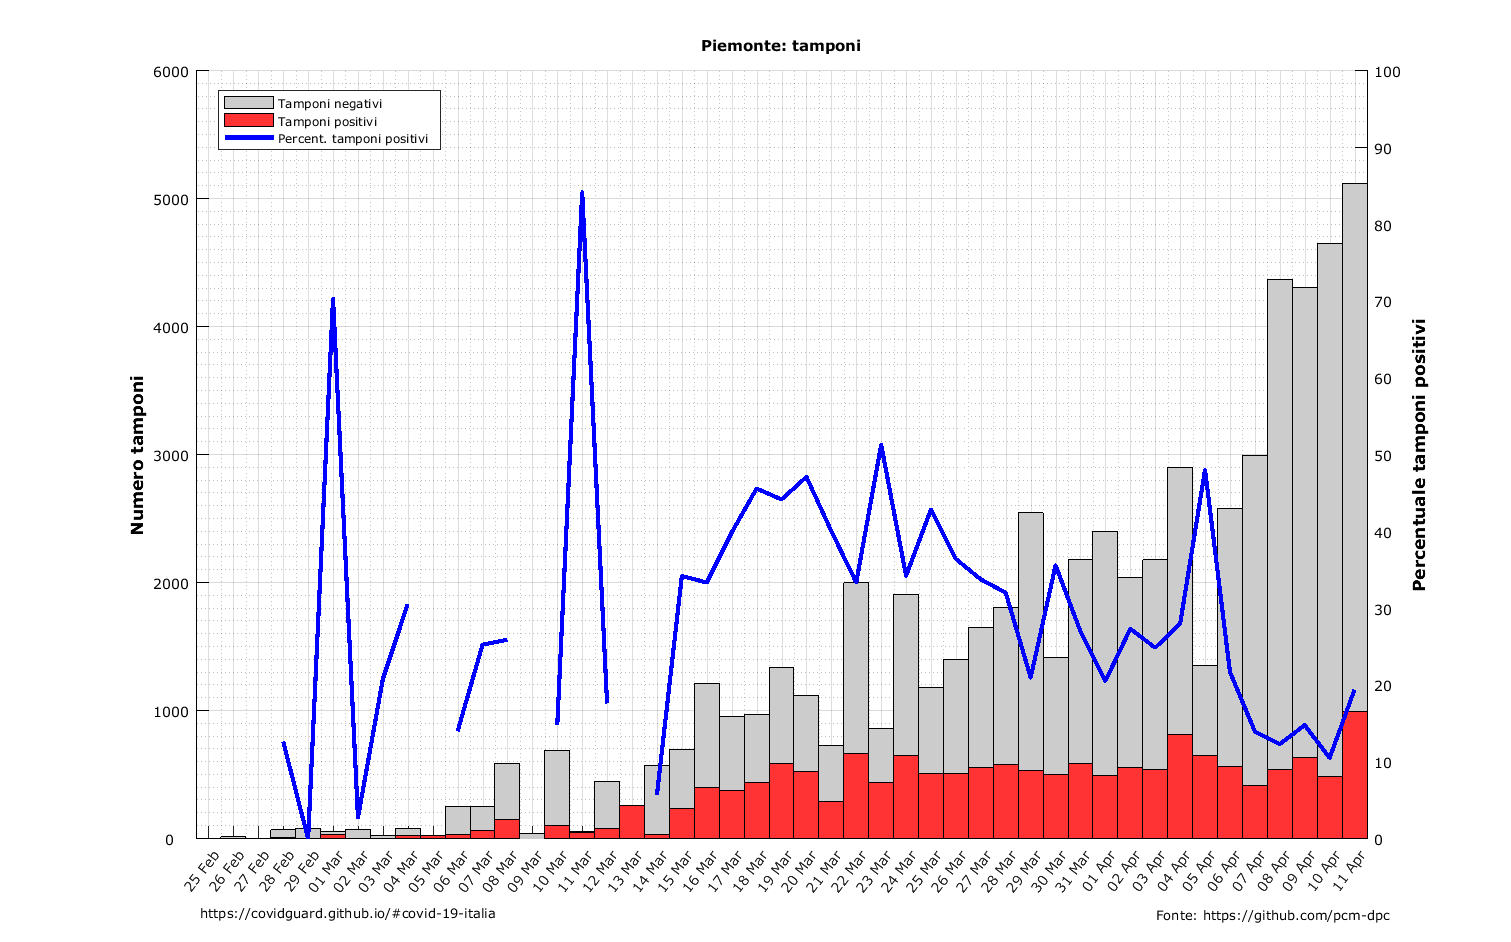 Piemonte: tamponi
Tamponi negativi
Tamponi positivi
Percent. tamponi positivi
Numero tamponi
6000
5000
4000
3000
2000
1000
0
Percentuale tamponi positivi
100
90
80
70
60
50
40
30
20
10
0
25 Feb
26 Feb
27 Feb
28 Feb
29 Feb
01 Mar
02 Mar
03 Mar
04 Mar
05 Mar
06 Mar
07 Mar
08 Mar
09 Mar
10 Mar
11 Mar
12 Mar
13 Mar
14 Mar
15 Mar
16 Mar
17 Mar
18 Mar
19 Mar
20 Mar
21 Mar
22 Mar
23 Mar
24 Mar
25 Mar
26 Mar
27 Mar
28 Mar
29 Mar
30 Mar
31 Mar
01 Apr
02 Apr
03 Apr
04 Apr
05 Apr
06 Apr
07 Apr
08 Apr
09 Apr
10 Apr
11 Apr
https://covidguard.github.io/#covid-19-italia
Fonte: https://github.com/pcm-dpc